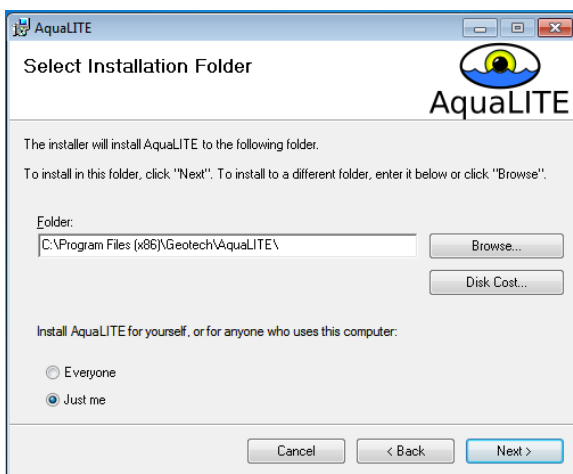 AquaLITE
Select Installation Folder
AquaLITE
The installer will install AquaLITE to the following folder.
To install in this folder, click "Next". To install to a different folder, enter it below or click "Browse".
Folder:
C:\Program Files (x86)\Geotech\AquaLITE\
Browse...
Disk Cost...
Install AquaLITE for yourself, or for anyone who uses this computer:
Everyone
Just me
Cancel
< Back
Next >